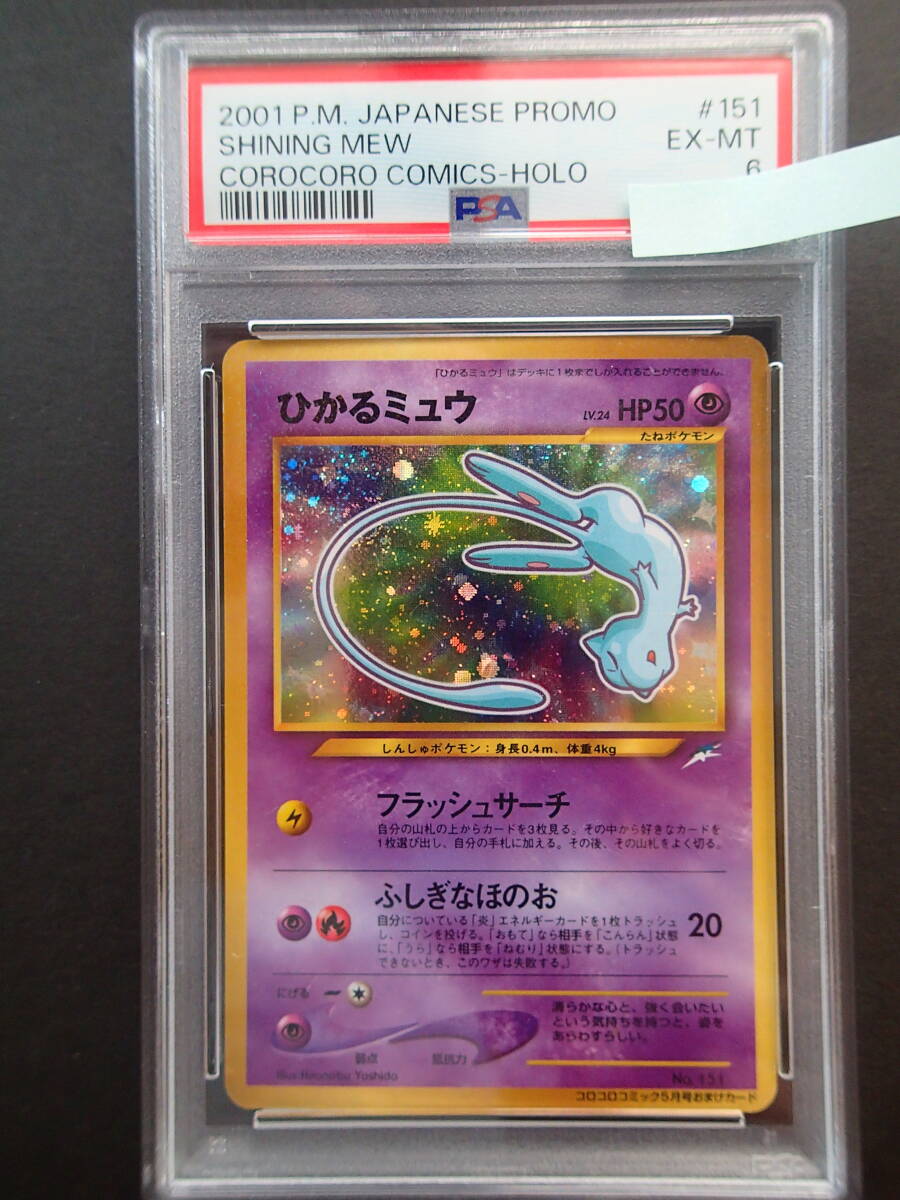 2001 P.M. JAPANESE PROMO #151
SHINING MEW EX-MT
COROCORO COMICS-HOLO 6
PSA
「ひかるミュウ」はデッキに1枚までしか入れることができません。
ひかるミュウ LV.24 HP50
たねポケモン
しんしゅポケモン：身長0.4m、体重4kg
フラッシュサーチ
自分の山札の上からカードを3枚見る。その中から好きなカードを
1枚選び出し、自分の手札に加える。その後、その山札をよく切る。
ふしぎなほのお
自分についている「炎」エネルギーカードを1枚トラッシュ
し、コインを投げる。「おもて」なら相手を「こんらん」状態 20
に、「うら」なら相手を「ねむり」状態にする。（トラッシュ
できないとき、このワザは失敗する。）
にげる
清らかな心と、強く会いたい
という気持ちを持つと、姿を
あらわすらしい。
弱点 抵抗力
Illus.Hironobu Yoshida No.151
コロコロコミック5月号おまけカード